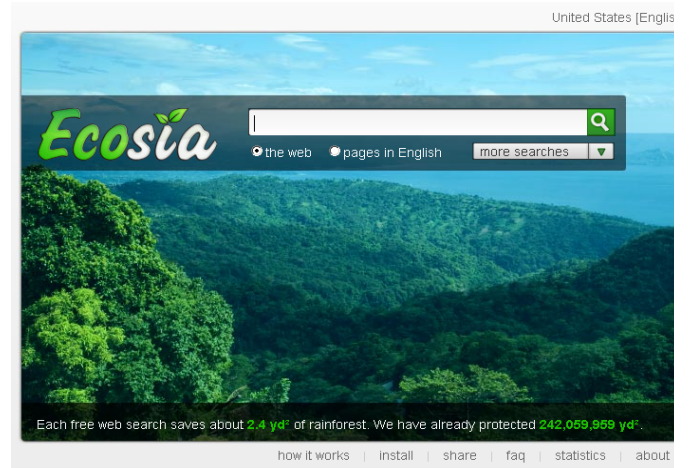 United States [Englis
Ecosia
the web pages in English more searches
Each free web search saves about 2.4 yd² of rainforest. We have already protected 242,059,959 yd².
how it works | install | share | faq | statistics | about